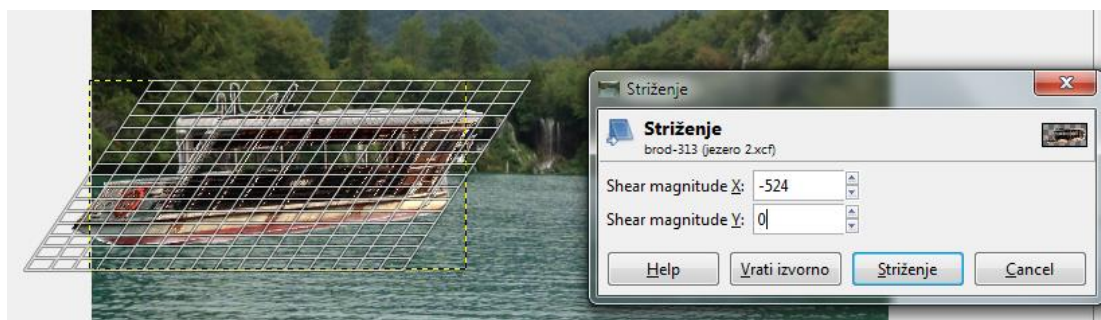 Striženje
Striženje
brod-313 (jezero 2.xcf)
Shear magnitude X: -524
Shear magnitude Y: 0
Help Vrati izvorno Striženje Cancel